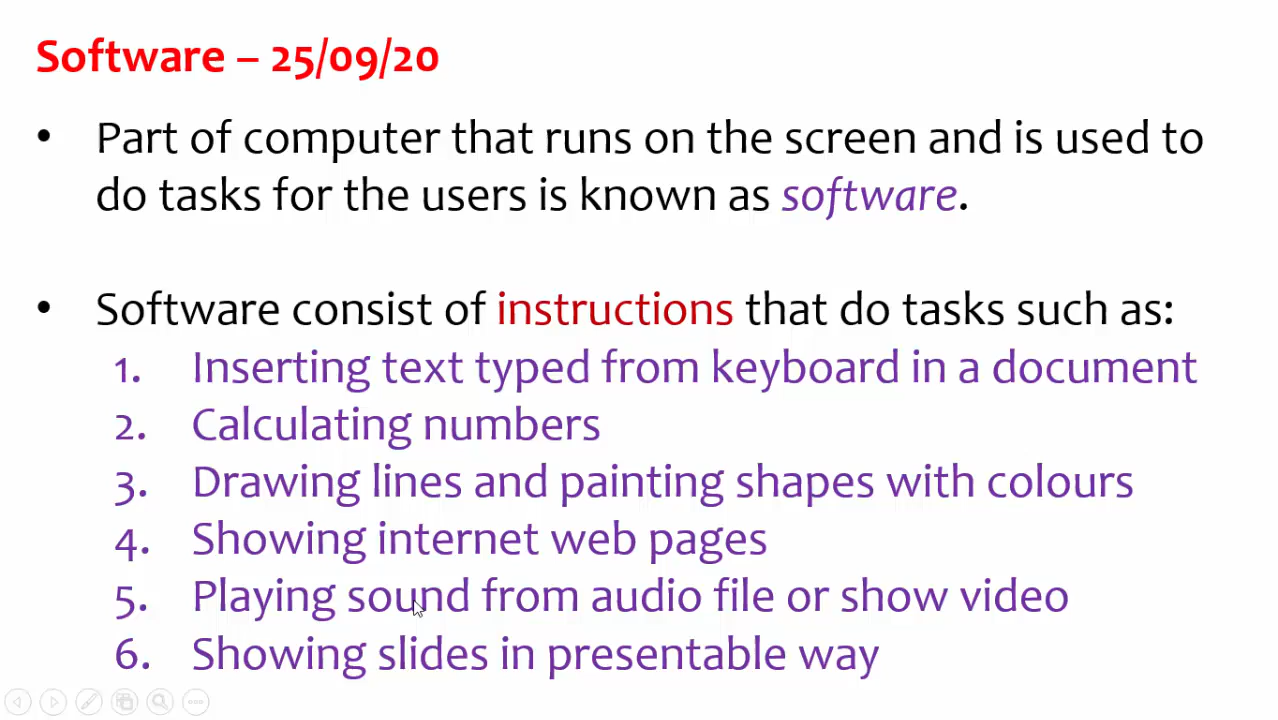 Software – 25/09/20
• Part of computer that runs on the screen and is used to
do tasks for the users is known as software.
• Software consist of instructions that do tasks such as:
1. Inserting text typed from keyboard in a document
2. Calculating numbers
3. Drawing lines and painting shapes with colours
4. Showing internet web pages
5. Playing sound from audio file or show video
6. Showing slides in presentable way